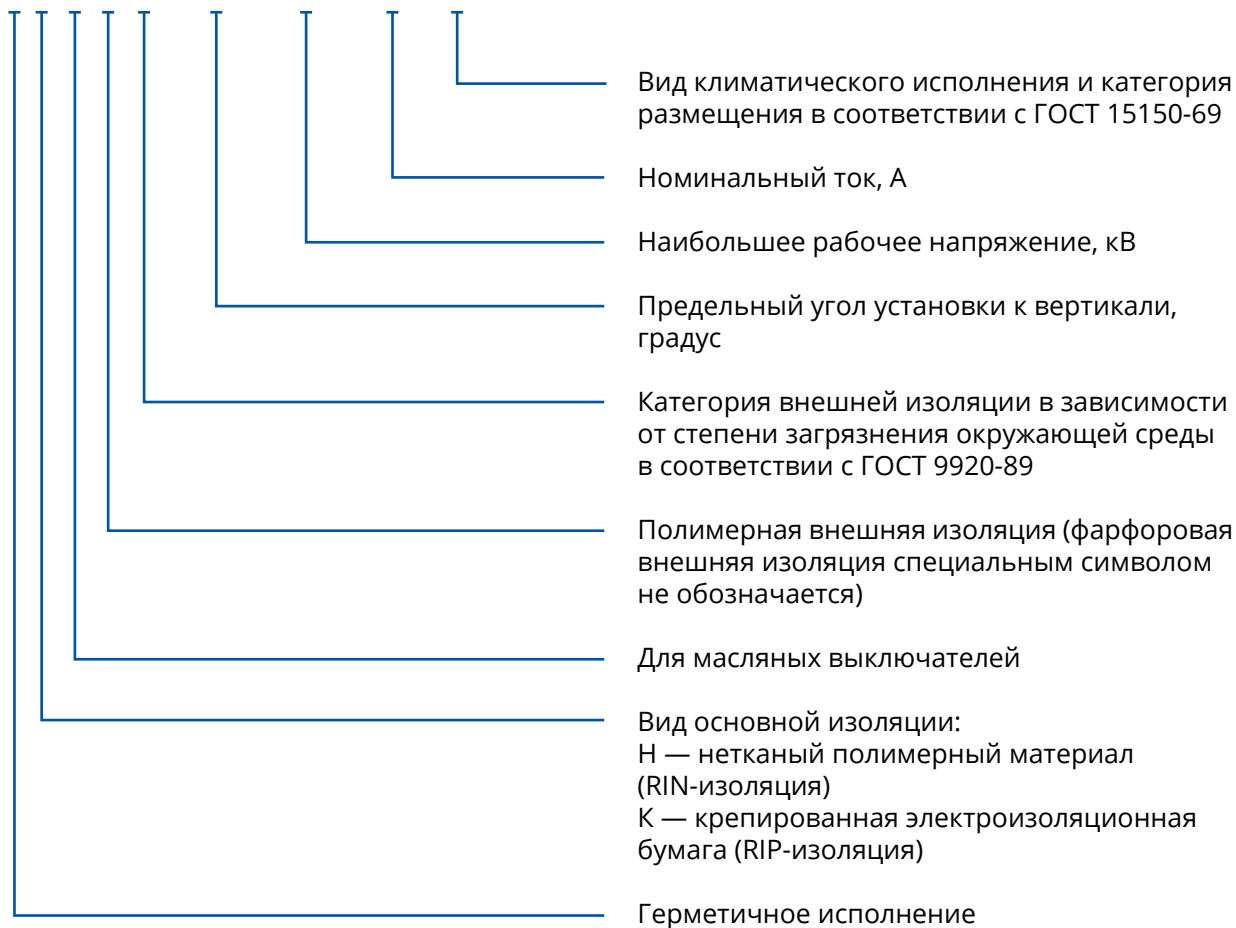 Вид климатического исполнения и категория
размещения в соответствии с ГОСТ 15150-69
Номинальный ток, А
Наибольшее рабочее напряжение, кВ
Предельный угол установки к вертикали,
градус
Категория внешней изоляции в зависимости
от степени загрязнения окружающей среды
в соответствии с ГОСТ 9920-89
Полимерная внешняя изоляция (фарфоровая
внешняя изоляция специальным символом
не обозначается)
Для масляных выключателей
Вид основной изоляции:
Н — нетканый полимерный материал
(RIN-изоляция)
К — крепированная электроизоляционная
бумага (RIP-изоляция)
Герметичное исполнение